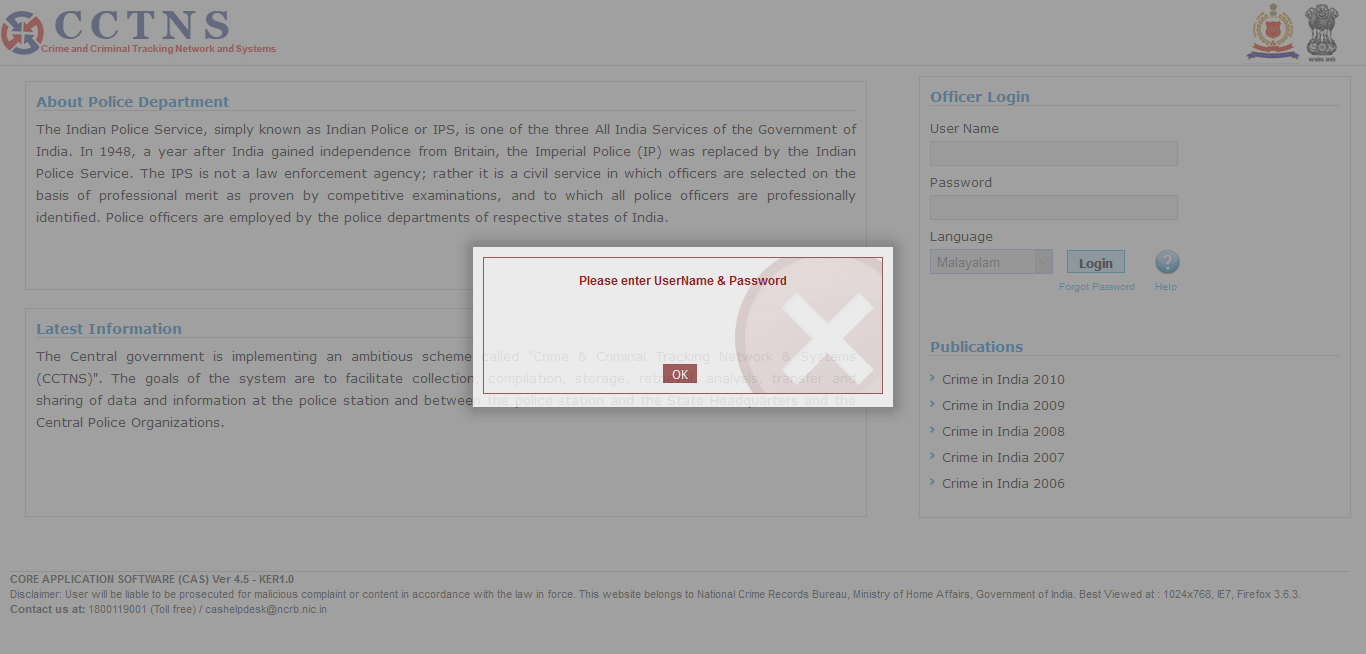 CCTNS
Crime and Criminal Tracking Network and Systems
About Police Department
The Indian Police Service, simply known as Indian Police or IPS, is one of the three All India Services of the Government of
India. In 1948, a year after India gained independence from Britain, the Imperial Police (IP) was replaced by the Indian
Police Service. The IPS is not a law enforcement agency; rather it is a civil service in which officers are selected on the
basis of professional merit as proven by competitive examinations, and to which all police officers are professionally
identified. Police officers are employed by the police departments of respective states of India.
Latest Information
The Central government is implementing an ambitious scheme called "Crime & Criminal Tracking Network & Systems
(CCTNS)". The goals of the system are to facilitate collection, compilation, storage, retrieval, analysis, transfer and
sharing of data and information at the police station and between the police station and the State Headquarters and the
Central Police Organizations.
Please enter UserName & Password
OK
Officer Login
User Name
Password
Language
Malayalam
Login
?
Forgot Password
Help
Publications
Crime in India 2010
Crime in India 2009
Crime in India 2008
Crime in India 2007
Crime in India 2006
CORE APPLICATION SOFTWARE (CAS) Ver 4.5 - KER1.0
Disclaimer: User will be liable to be prosecuted for malicious complaint or content in accordance with the law in force. This website belongs to National Crime Records Bureau, Ministry of Home Affairs, Government of India. Best Viewed at : 1024x768, IE7, Firefox 3.6.3.
Contact us at: 1800119001 (Toll free) / cashelpdesk@ncrb.nic.in